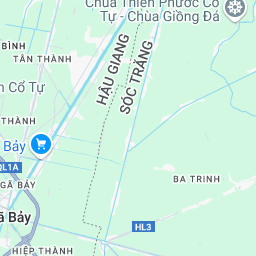 Chùa Thiên Phước Cổ
Tự - Chùa Giồng Đá
BÌNH
TÂN THÀNH
HẬU GIANG
SÓC TRĂNG
n Cổ Tự
THÀNH
Bảy
QL1A
GÃ BẢY
BA TRINH
ã Bảy
HL3
HIỆP THÀNH